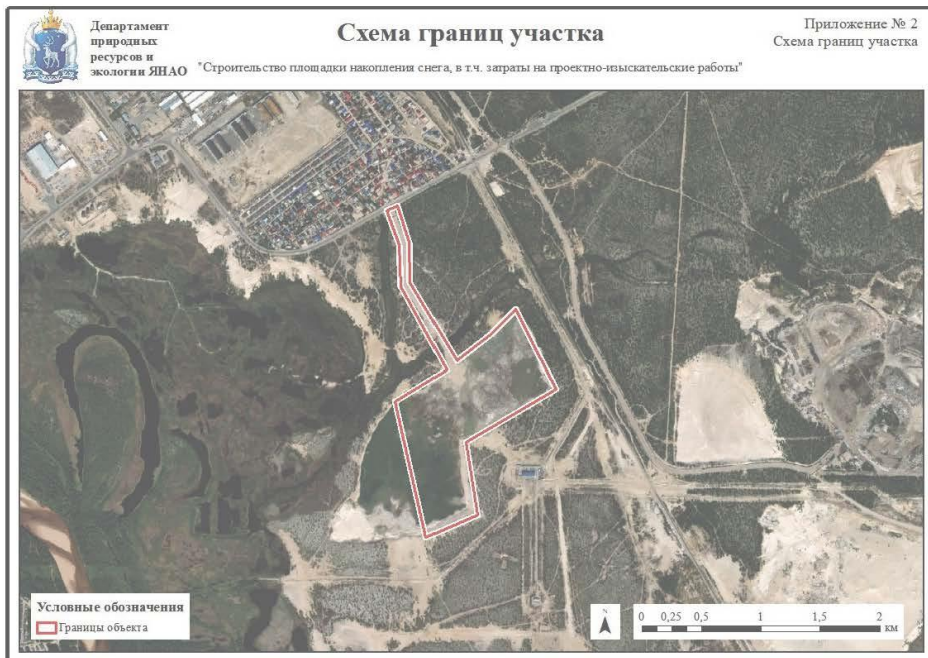 Департамент
природных
ресурсов и
экологии ЯНАО
Схема границ участка
"Строительство площадки накопления снега, в т.ч. затраты на проектно-изыскательские работы"
Приложение № 2
Схема границ участка
Условные обозначения
Границы объекта
N
0 0,25 0,5 1 1,5 2
км